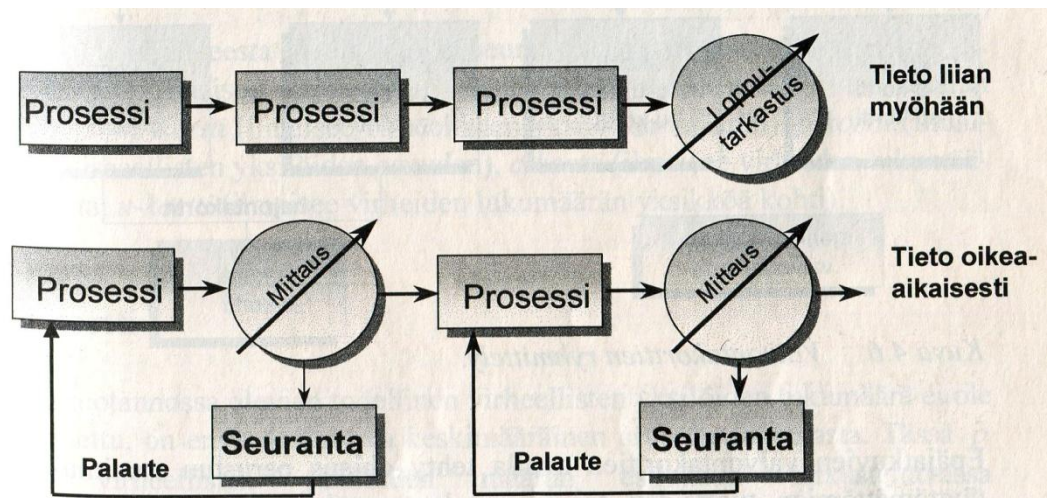 Prosessi
Prosessi
Prosessi
Loppu-
tarkastus
Tieto liian
myöhään
Prosessi
Mittaus
Prosessi
Mittaus
Tieto oikea-
aikaisesti
Seuranta
Palaute
Seuranta
Palaute